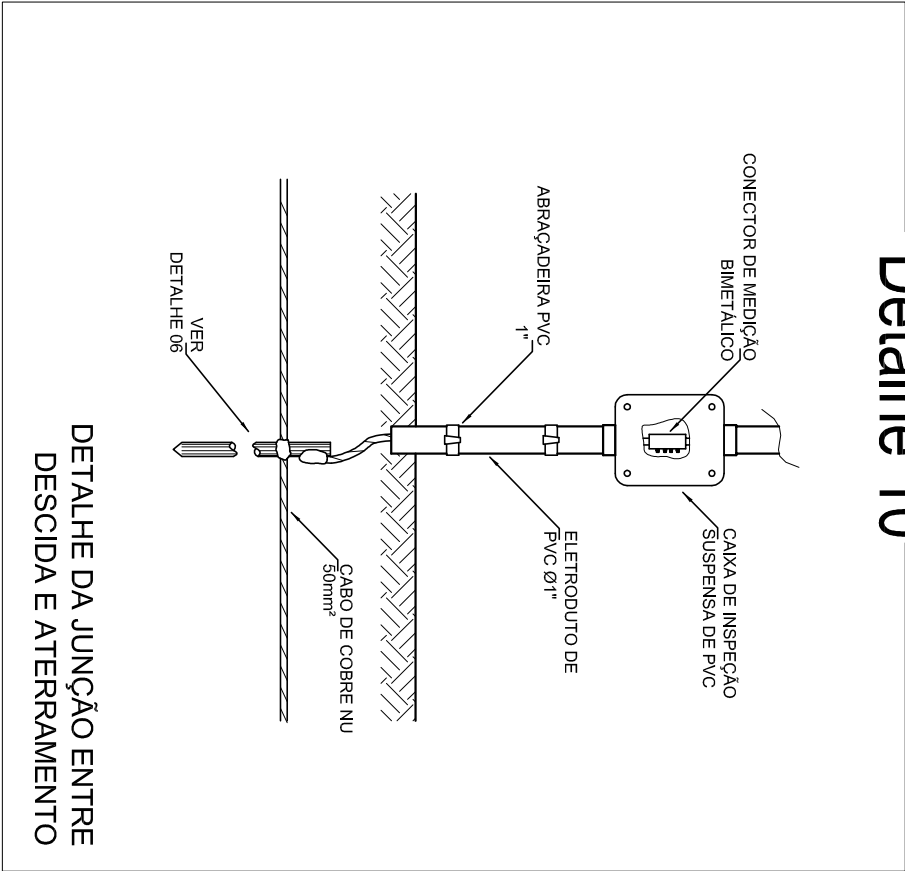 Detalhe 10
CONECTOR DE MEDIÇÃO
BIMETÁLICO
CAIXA DE INSPEÇÃO
SUSPENSA DE PVC
ABRAÇADEIRA PVC
1"
ELETRODUTO DE
PVC Ø1"
CABO DE COBRE NU
50mm²
VER
DETALHE 06
DETALHE DA JUNÇÃO ENTRE
DESCIDA E ATERRAMENTO